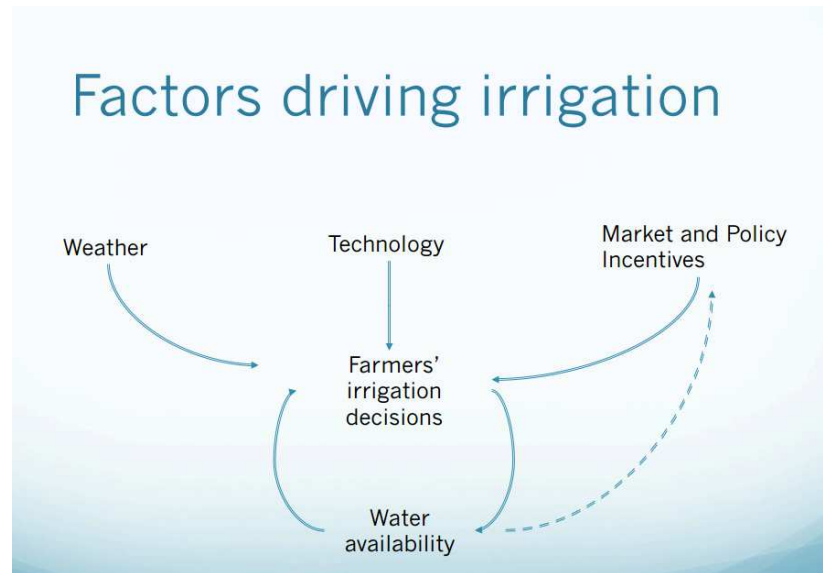 Factors driving irrigation
Weather
Technology
Market and Policy
Incentives
Farmers'
irrigation
decisions
Water
availability